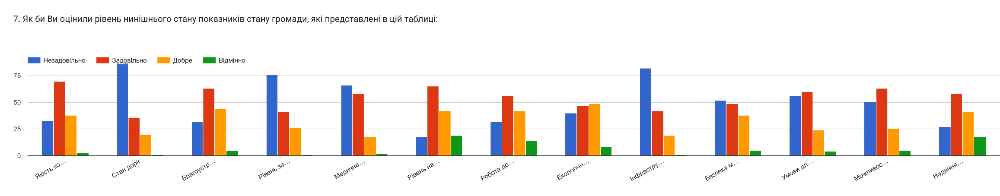 7. Як би Ви оцінили рівень нинішнього стану показників стану громади, які представлені в цій таблиці:
Незадовільно Задовільно Добре Відмінно
75
50
25
0
Якість ко... Стан доріг Благоустр... Рівень за... Медичне... Рівень на... Робота до... Екологічн... Інфрастру... Безпека м... Умови дл... Можливос... Надання...